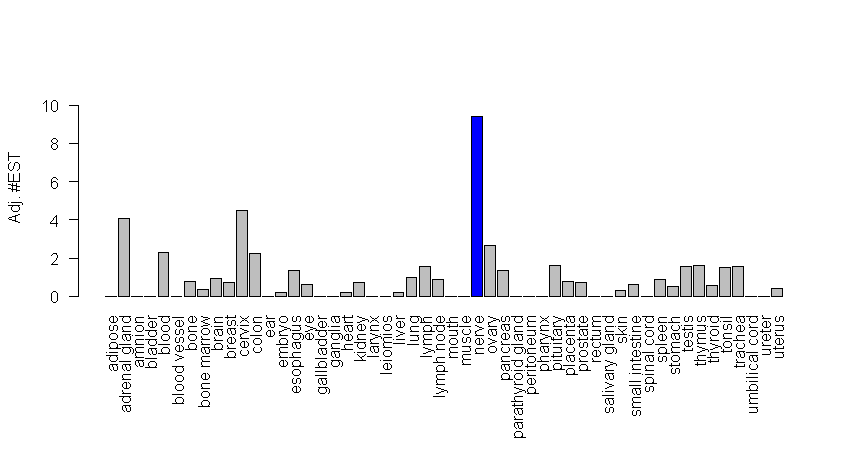 Adj. #EST
10
8
6
4
2
0
adipose
adrenal gland
amnion
bladder
blood
blood vessel
bone
bone marrow
brain
breast
cervix
colon
ear
embryo
esophagus
eye
gallbladder
ganglia
heart
kidney
larynx
leiomios
liver
lung
lymph
lymph node
mouth
muscle
nerve
ovary
pancreas
parathyroid gland
peritoneum
pharynx
pituitary
placenta
prostate
rectum
salivary gland
skin
small intestine
spinal cord
spleen
stomach
testis
thymus
thyroid
tonsil
trachea
umbilical cord
ureter
uterus